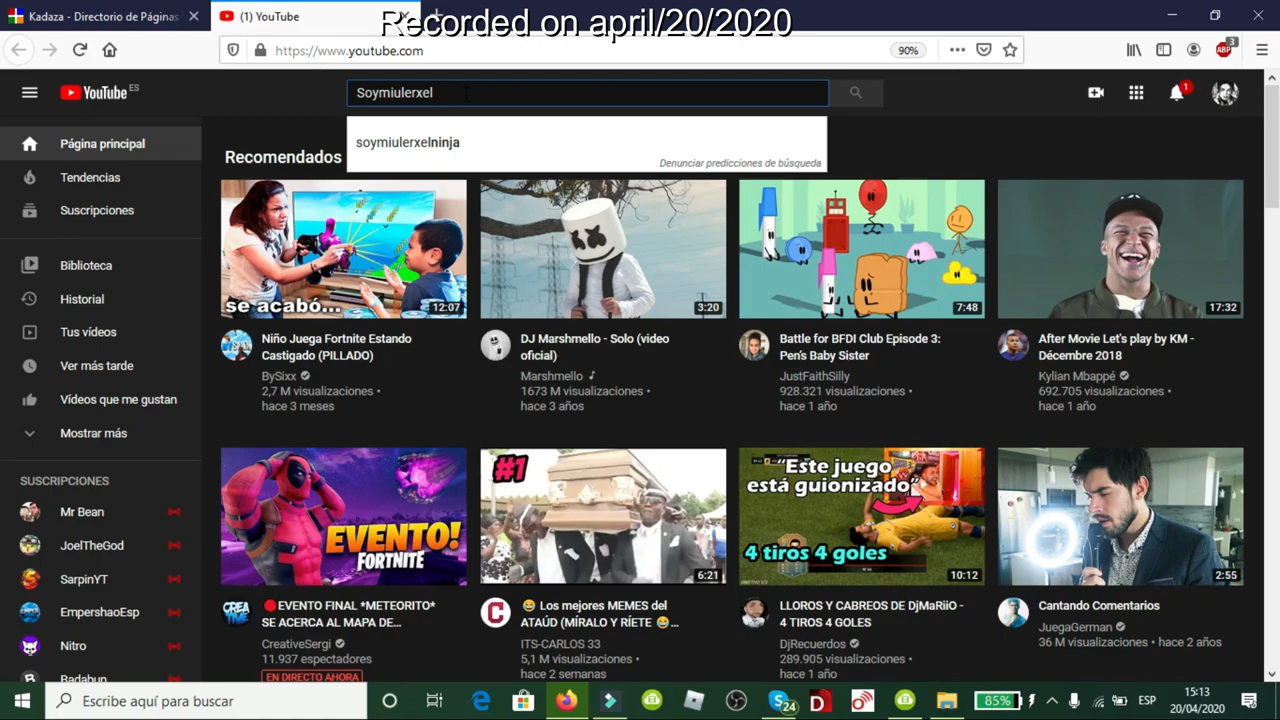 Kadaza - Directorio de Páginas
(1) YouTube
Recorded on april/20/2020
https://www.youtube.com
90%
ABP
3
YouTube ES
Soymiulerxel
1
soymiulerxelninja
Denunciar predicciones de búsqueda
Página principal
Tendencias
Suscripciones
Biblioteca
Historial
Tus vídeos
Ver más tarde
Vídeos que me gustan
Mostrar más
SUSCRIPCIONES
Mr Bean
JoelTheGod
SarpinYT
EmpershaoEsp
Nitro
Badabun
Recomendados
se acabó...
12:07
3:20
7:48
17:32
Niño Juega Fortnite Estando
Castigado (PILLADO)
BySixx
2,7 M visualizaciones •
hace 3 meses
DJ Marshmello - Solo (video
oficial)
Marshmello
1673 M visualizaciones •
hace 3 años
Battle for BFDI Club Episode 3:
Pen's Baby Sister
JustFaithSilly
928.321 visualizaciones •
hace 1 año
After Movie Let's play by KM -
Décembre 2018
Kylian Mbappé
692.705 visualizaciones •
hace 1 año
EVENTO!
FORTNITE
#1
6:21
"Este juego
está guionizado"
4 tiros 4 goles
10:12
2:55
CREA
TIVE
EVENTO FINAL *METEORITO*
SE ACERCA AL MAPA DE...
CreativeSergi
11.937 espectadores
EN DIRECTO AHORA
C
Los mejores MEMES del
ATAÚD (MÍRALO Y RÍETE 😂...
ITS-CARLOS 33
5,1 M visualizaciones •
hace 2 semanas
LLOROS Y CABREOS DE DjMaRiiO -
4 TIROS 4 GOLES
DjRecuerdos
289.905 visualizaciones •
hace 1 año
Cantando Comentarios
JuegaGerman
36 M visualizaciones • hace 2 años
Escribe aquí para buscar
24
85%
ESP
15:13
20/04/2020